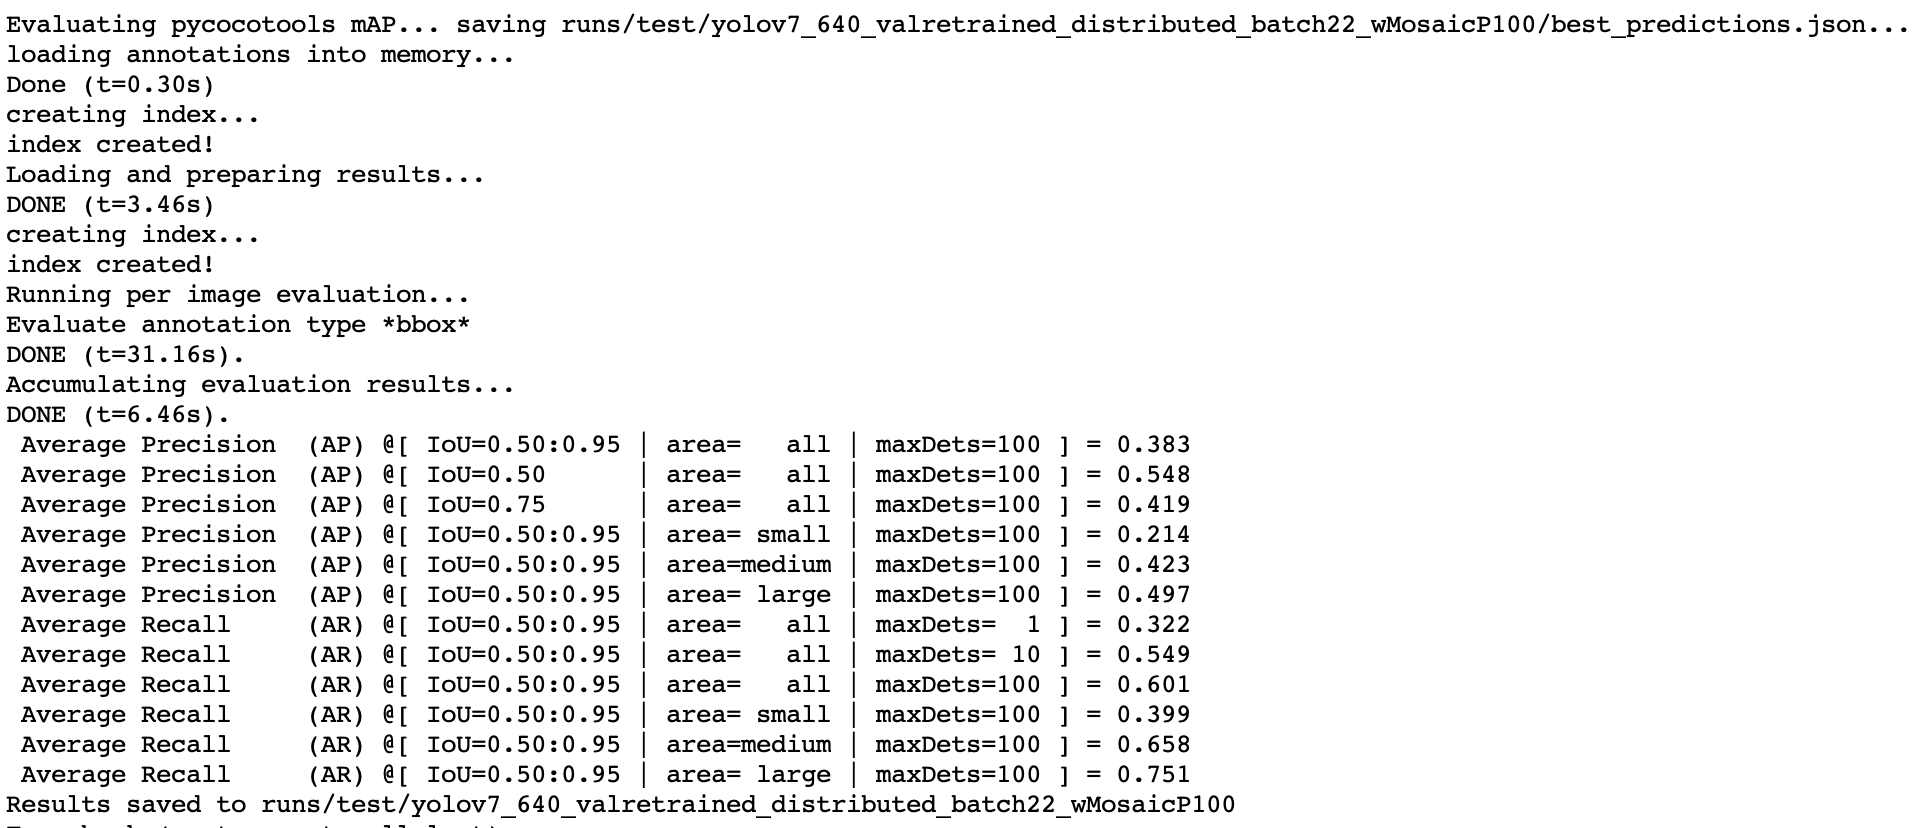 Evaluating pycocotools mAP... saving runs/test/yolov7_640_valretrained_distributed_batch22_wMosaicP100/best_predictions.json...
loading annotations into memory...
Done (t=0.30s)
creating index...
index created!
Loading and preparing results...
DONE (t=3.46s)
creating index...
index created!
Running per image evaluation...
Evaluate annotation type *bbox*
DONE (t=31.16s).
Accumulating evaluation results...
DONE (t=6.46s).
 Average Precision  (AP) @[ IoU=0.50:0.95 | area=   all | maxDets=100 ] = 0.383
 Average Precision  (AP) @[ IoU=0.50      | area=   all | maxDets=100 ] = 0.548
 Average Precision  (AP) @[ IoU=0.75      | area=   all | maxDets=100 ] = 0.419
 Average Precision  (AP) @[ IoU=0.50:0.95 | area= small | maxDets=100 ] = 0.214
 Average Precision  (AP) @[ IoU=0.50:0.95 | area=medium | maxDets=100 ] = 0.423
 Average Precision  (AP) @[ IoU=0.50:0.95 | area= large | maxDets=100 ] = 0.497
 Average Recall     (AR) @[ IoU=0.50:0.95 | area=   all | maxDets=  1 ] = 0.322
 Average Recall     (AR) @[ IoU=0.50:0.95 | area=   all | maxDets= 10 ] = 0.549
 Average Recall     (AR) @[ IoU=0.50:0.95 | area=   all | maxDets=100 ] = 0.601
 Average Recall     (AR) @[ IoU=0.50:0.95 | area= small | maxDets=100 ] = 0.399
 Average Recall     (AR) @[ IoU=0.50:0.95 | area=medium | maxDets=100 ] = 0.658
 Average Recall     (AR) @[ IoU=0.50:0.95 | area= large | maxDets=100 ] = 0.751
Results saved to runs/test/yolov7_640_valretrained_distributed_batch22_wMosaicP100